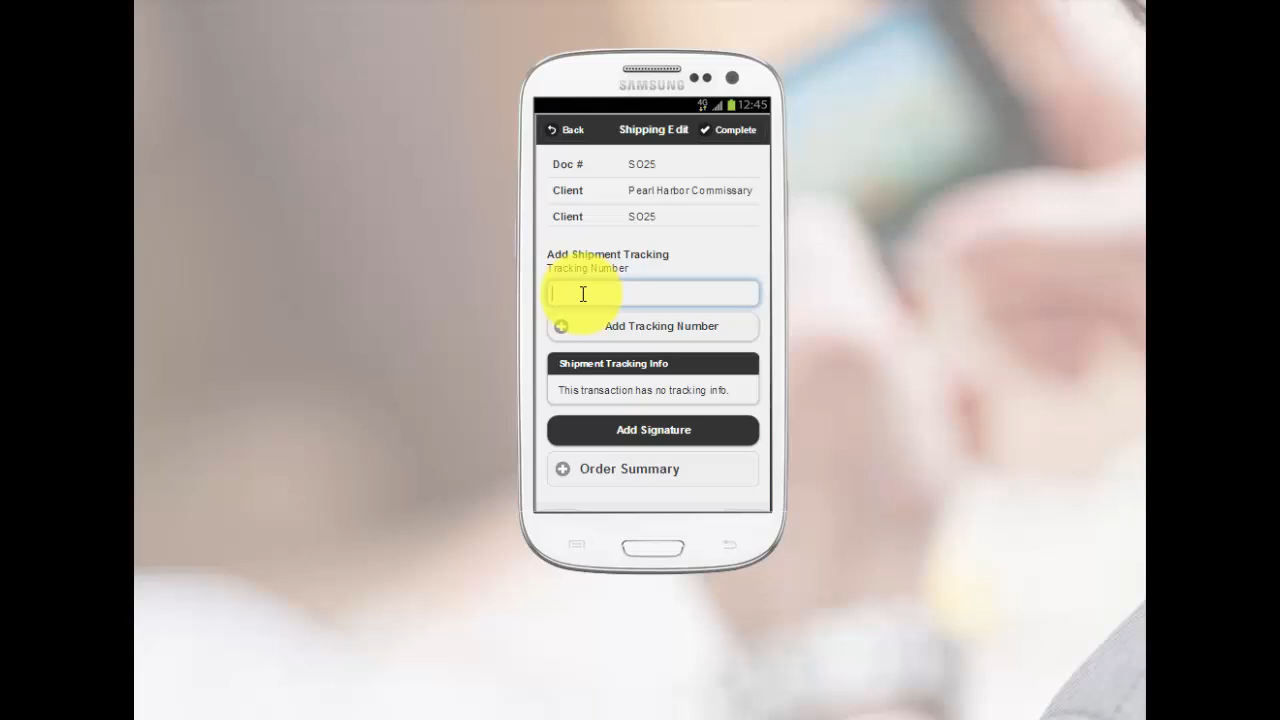 SAMSUNG
4G 12:45
Back Shipping Edit Complete
Doc # SO25
Client Pearl Harbor Commissary
Client SO25
Add Shipment Tracking
Tracking Number
Add Tracking Number
Shipment Tracking Info
This transaction has no tracking info.
Add Signature
Order Summary